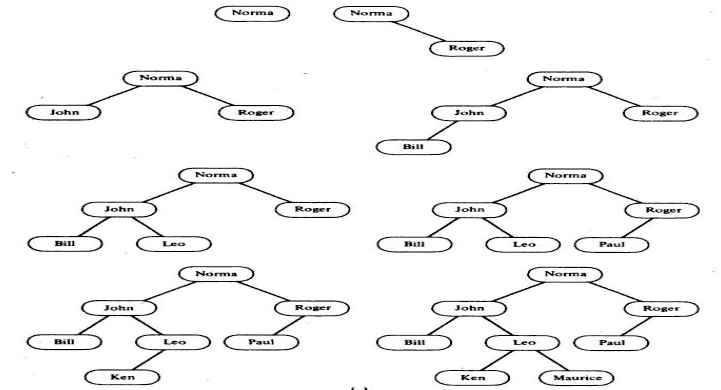 Norma Norma
Roger
Norma Norma
John Roger John Roger
Bill
Norma Norma
John Roger John Roger
Bill Leo Bill Leo Paul
Norma Norma
John Roger John Roger
Bill Leo Paul Bill Leo Paul
Ken Ken Maurice